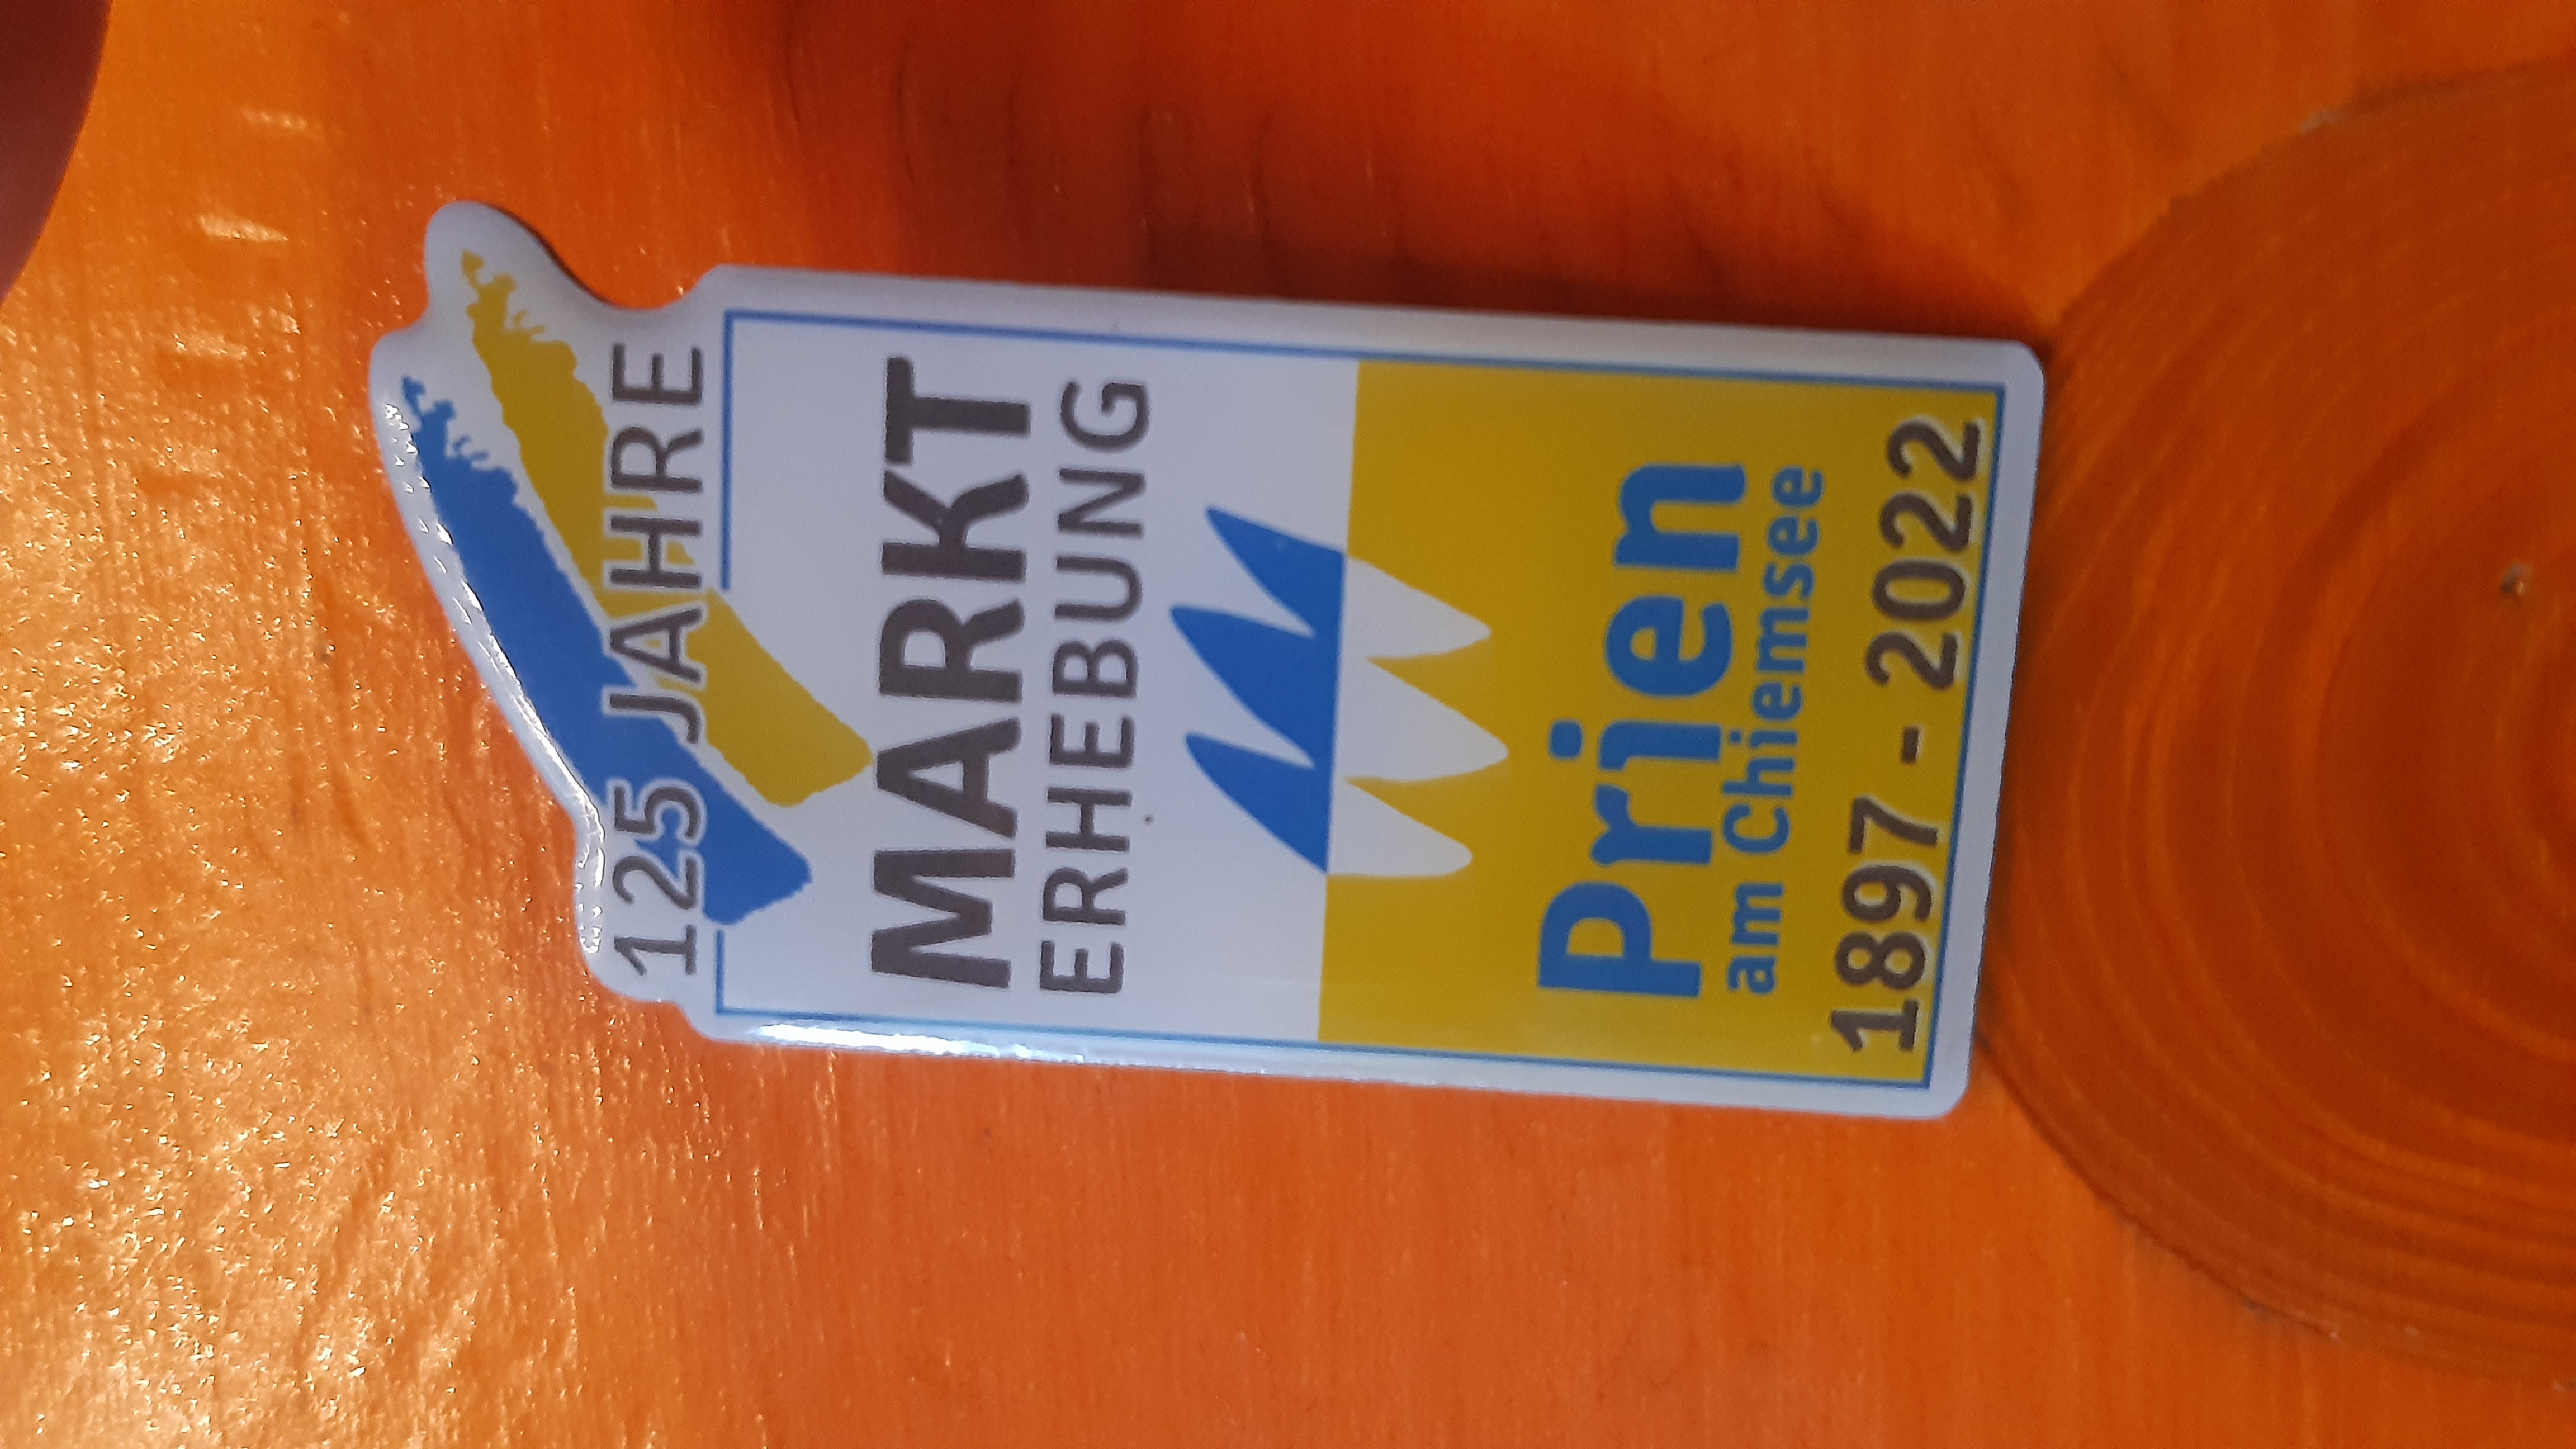 125 JAHRE
MARKT
ERHEBUNG
Prien
am Chiemsee
1897 - 2022